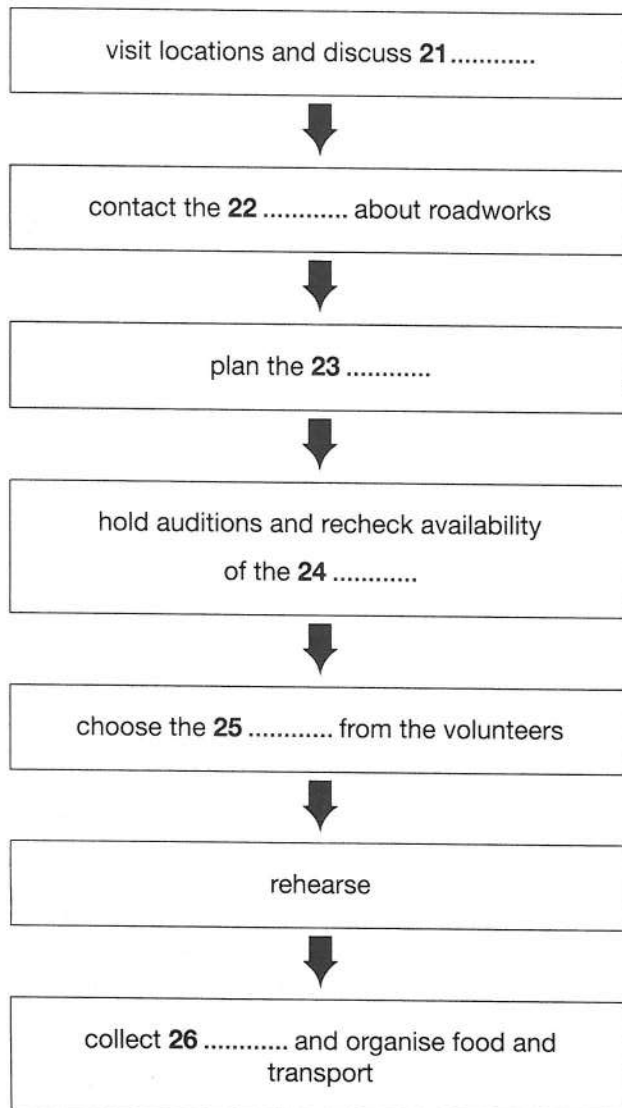 visit locations and discuss 21............
contact the 22 ............ about roadworks
plan the 23 ............
hold auditions and recheck availability
of the 24 ............
choose the 25 ............ from the volunteers
rehearse
collect 26 ............ and organise food and
transport